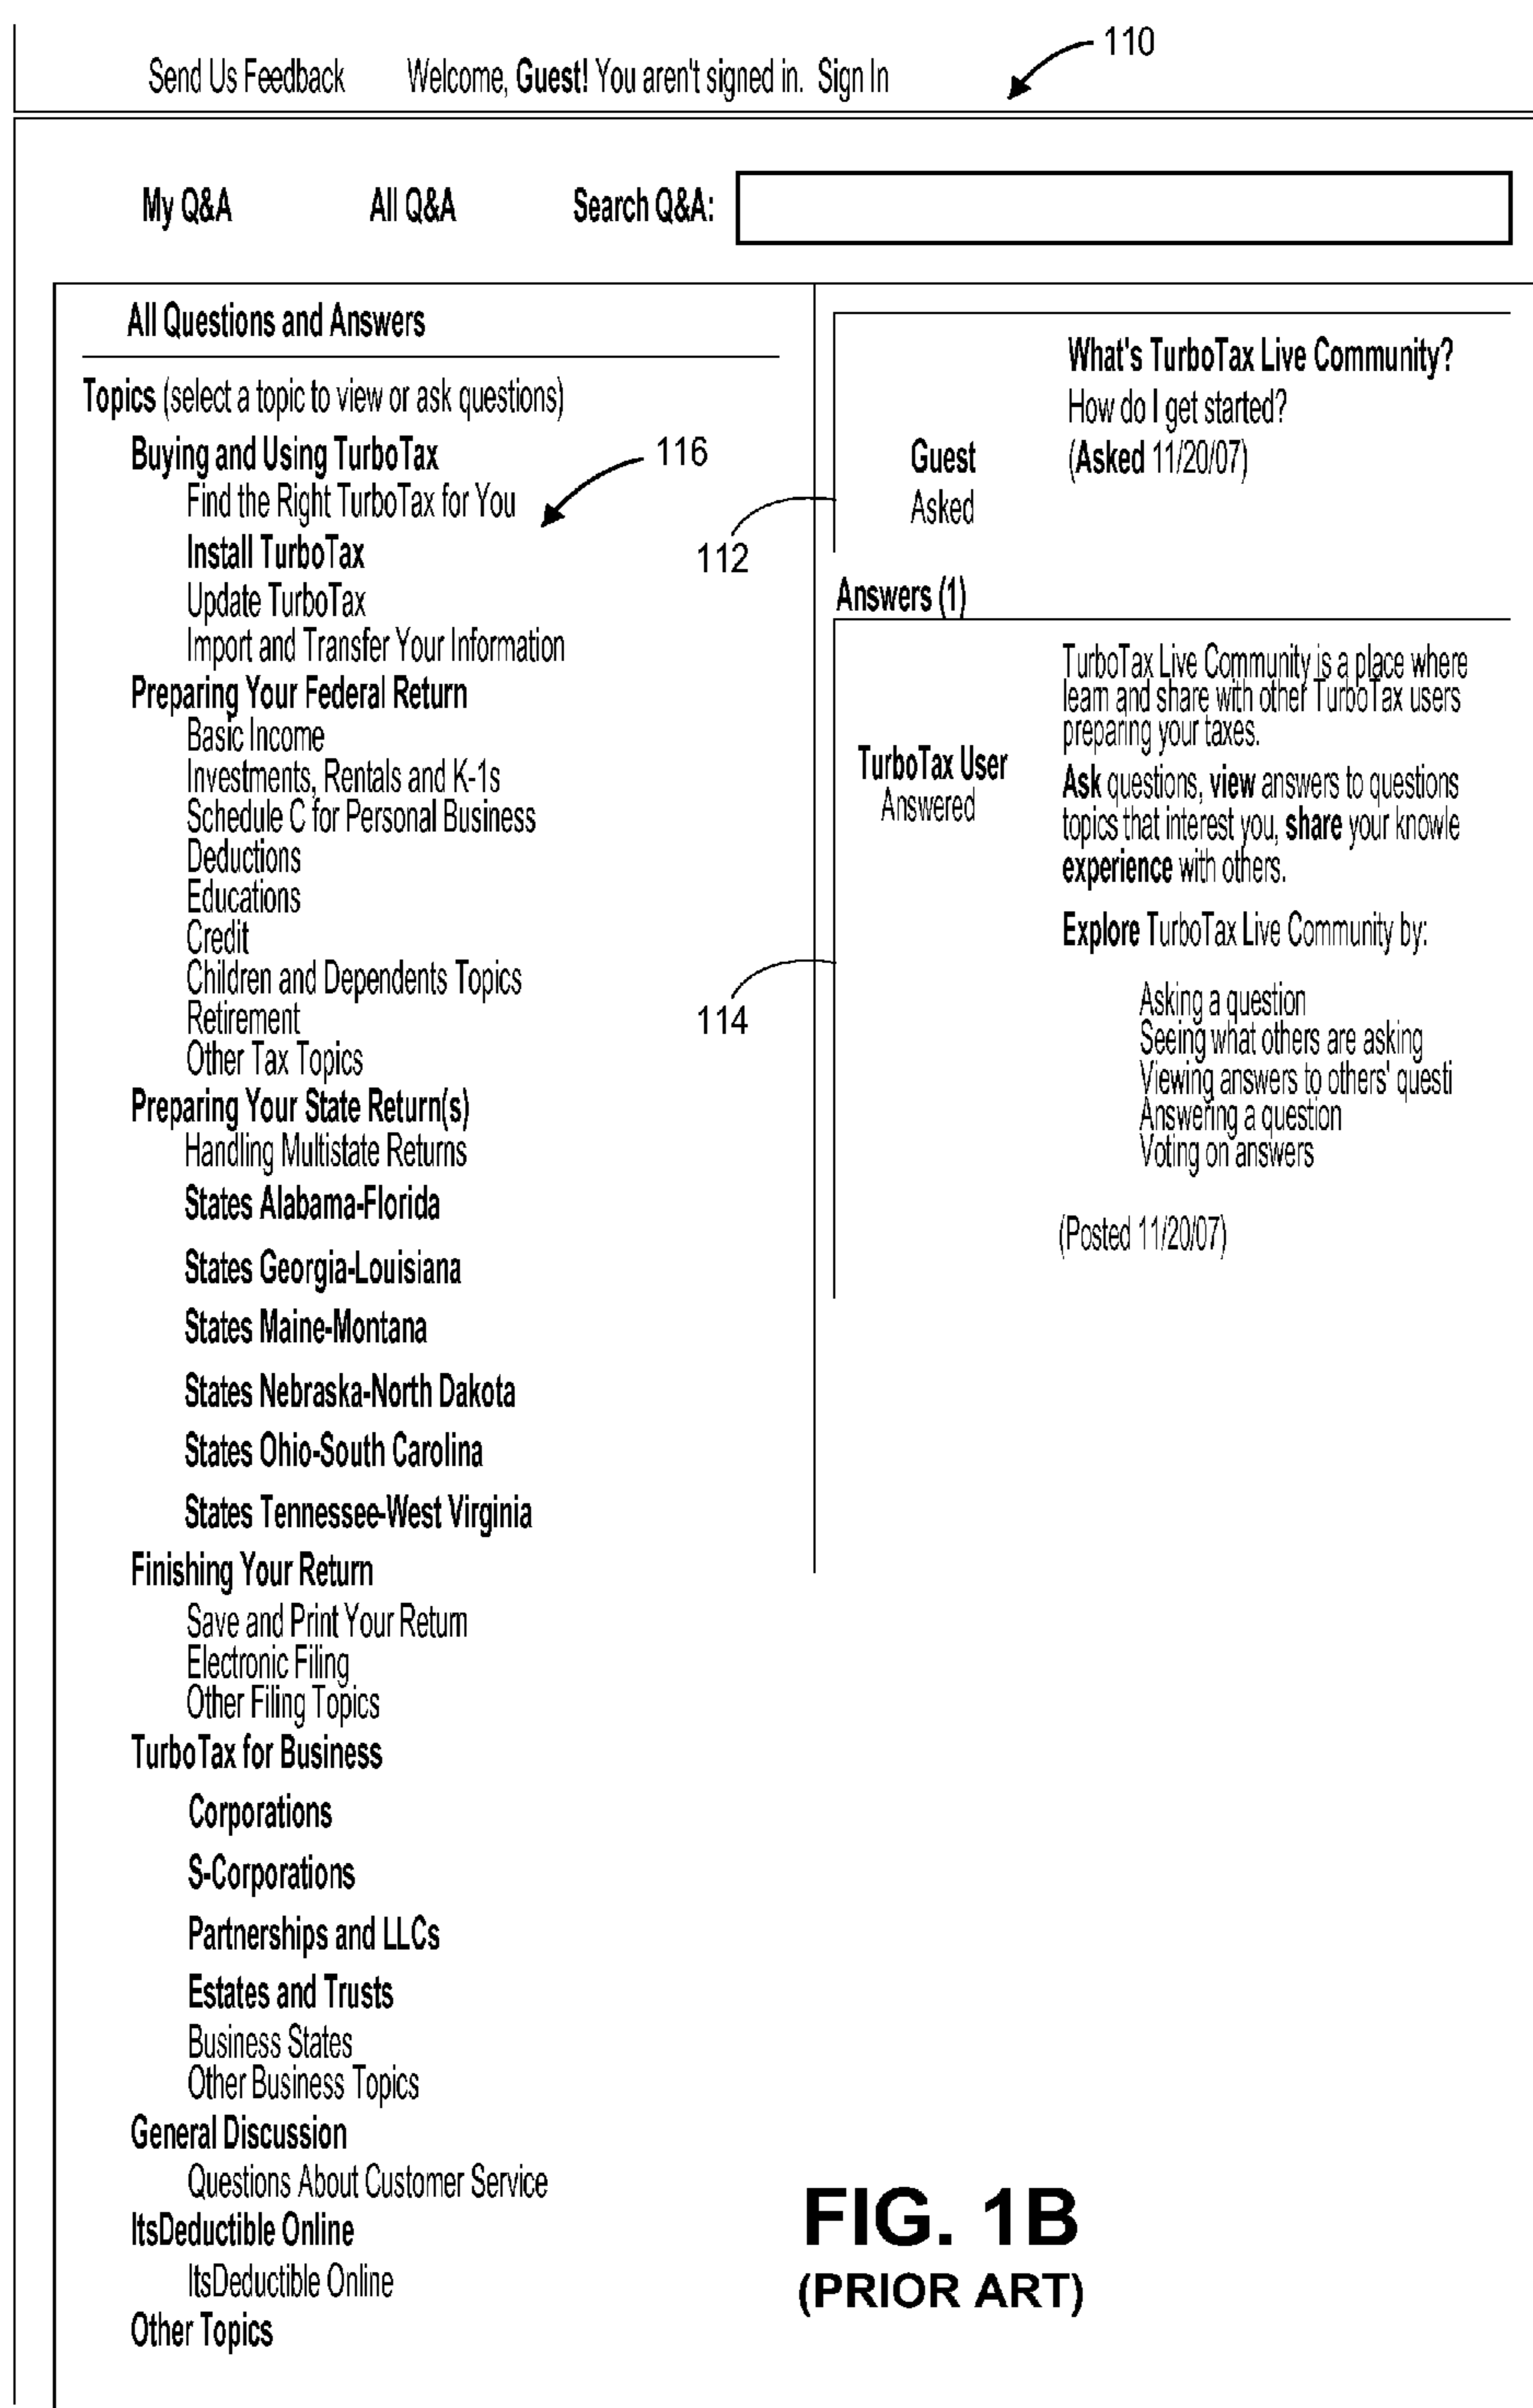 110
Send Us Feedback Welcome, Guest! You aren't signed in. Sign In
My Q&A All Q&A Search Q&A:
All Questions and Answers
Topics (select a topic to view or ask questions)
Buying and Using TurboTax
116
Find the Right TurboTax for You
Install TurboTax
Update TurboTax
Import and Transfer Your Information
Preparing Your Federal Return
Basic Income
Investments, Rentals and K-1s
Schedule C for Personal Business
Deductions
Educations
Credit
Children and Dependents Topics
Retirement
Other Tax Topics
Preparing Your State Return(s)
Handling Multistate Returns
States Alabama-Florida
States Georgia-Louisiana
States Maine-Montana
States Nebraska-North Dakota
States Ohio-South Carolina
States Tennessee-West Virginia
Finishing Your Return
Save and Print Your Return
Electronic Filing
Other Filing Topics
TurboTax for Business
Corporations
S-Corporations
Partnerships and LLCs
Estates and Trusts
Business States
Other Business Topics
General Discussion
Questions About Customer Service
ItsDeductible Online
ItsDeductible Online
Other Topics
What's TurboTax Live Community?
How do I get started?
Guest (Asked 11/20/07)
Asked
112
Answers (1)
TurboTax Live Community is a place where
learn and share with other TurboTax users
preparing your taxes.
TurboTax User
Answered
Ask questions, view answers to questions
topics that interest you, share your knowle
experience with others.
Explore TurboTax Live Community by:
114
Asking a question
Seeing what others are asking
Viewing answers to others' questi
Answering a question
Voting on answers
(Posted 11/20/07)
FIG. 1B
(PRIOR ART)